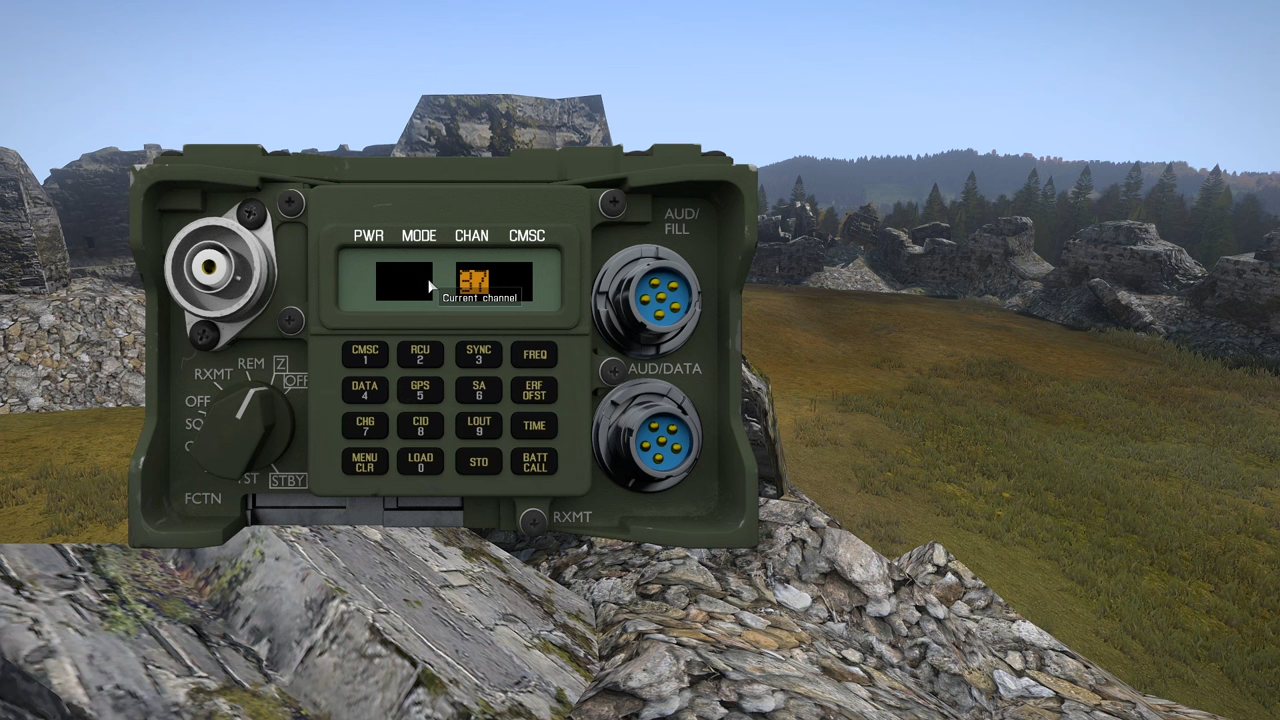 AUD/
FILL
PWR MODE CHAN CMSC
37
Current channel
CMSC
1
RCU
2
SYNC
3
FREQ
DATA
4
GPS
5
SA
6
ERF
OFST
CHG
7
CID
8
LOUT
9
TIME
MENU
CLR
LOAD
0
STO
BATT
CALL
AUD/DATA
RXMT
REM
Z
OFF
OFF
SQ
ST
STBY
FCTN
RXMT